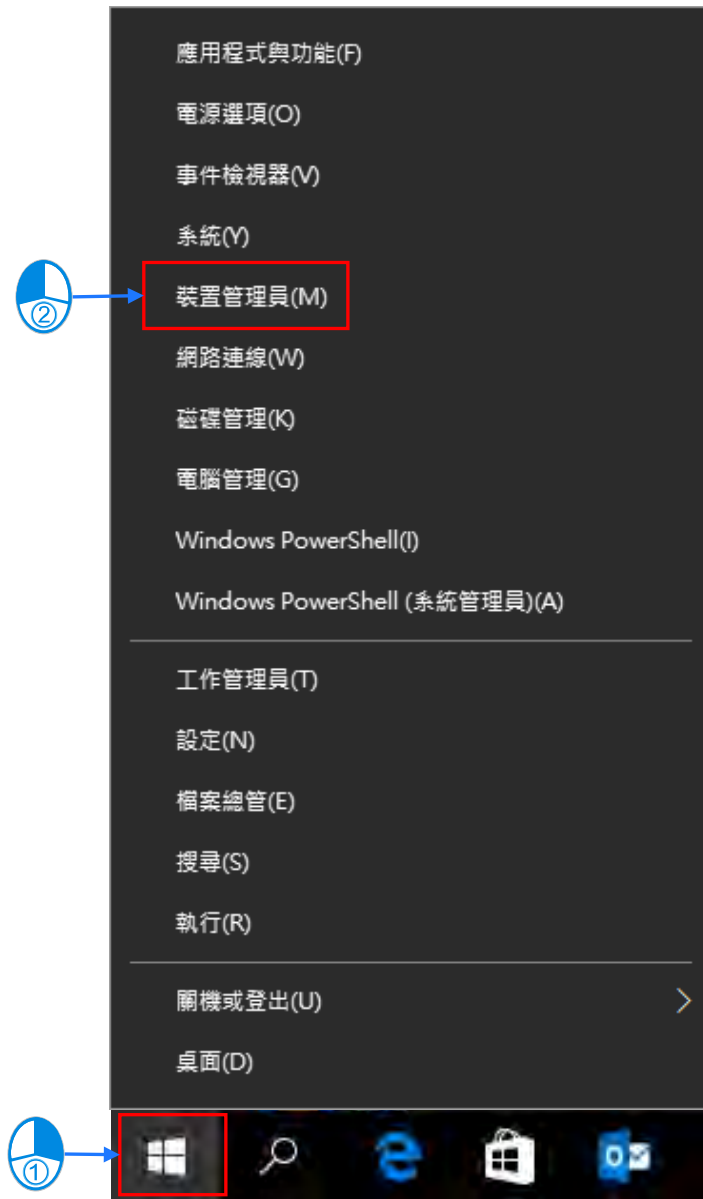 應用程式與功能(F)
電源選項(O)
事件檢視器(V)
系統(Y)
② 裝置管理員(M)
網路連線(W)
磁碟管理(K)
電腦管理(G)
Windows PowerShell(I)
Windows PowerShell (系統管理員)(A)
工作管理員(T)
設定(N)
檔案總管(E)
搜尋(S)
執行(R)
關機或登出(U)
桌面(D)
①